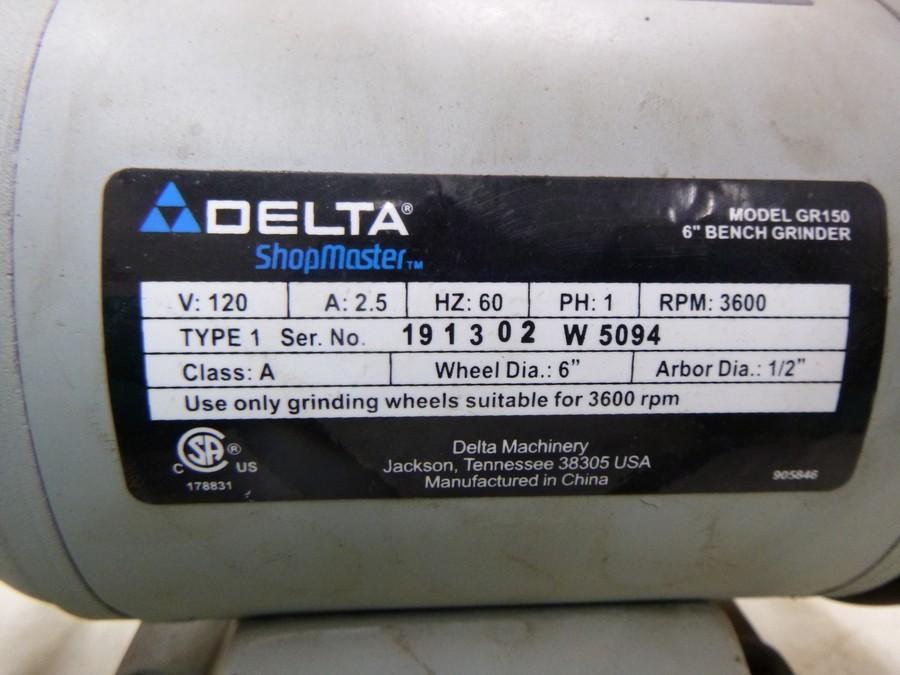 DELTA®
ShopMaster™
MODEL GR150
6" BENCH GRINDER
V: 120 A: 2.5 HZ: 60 PH: 1 RPM: 3600
TYPE 1 Ser. No. 191302 W 5094
Class: A Wheel Dia.: 6" Arbor Dia.: 1/2"
Use only grinding wheels suitable for 3600 rpm
C SA ® US
178831
Delta Machinery
Jackson, Tennessee 38305 USA
Manufactured in China
905846